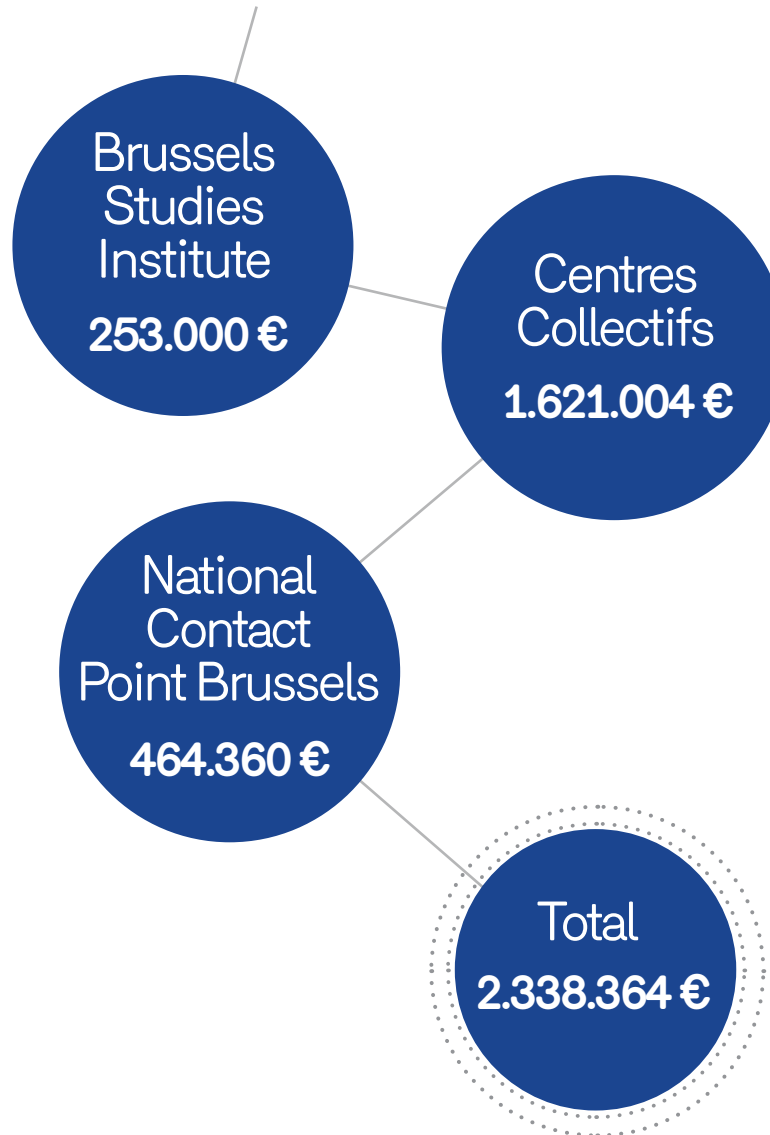 Brussels
Studies
Institute
253.000 €
Centres
Collectifs
1.621.004 €
National
Contact
Point Brussels
464.360 €
Total
2.338.364 €